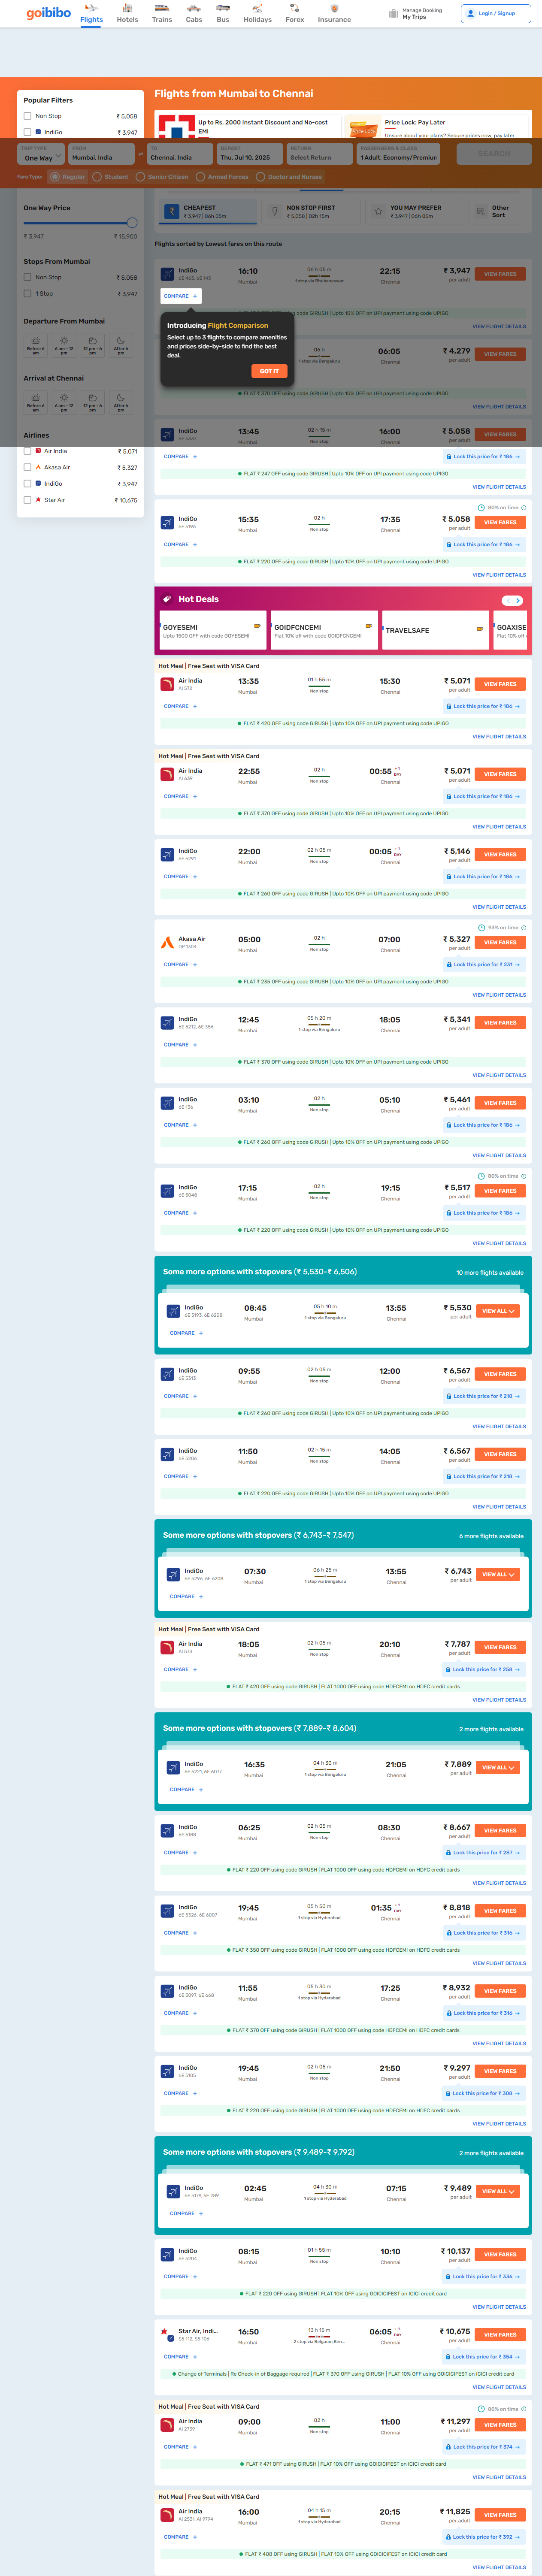 goibibo
Flights
Hotels
Trains
Cabs
Bus
Holidays
Forex
Insurance
Manage Booking
My Trips
Login / Signup
Flights from Mumbai to Chennai
Popular Filters
Non Stop ₹ 5,058
IndiGo ₹ 3,947
Up to Rs. 2000 Instant Discount and No-cost
EMI
Price Lock: Pay Later
Unsure about your plans? Secure prices now, pay later
TRIP TYPE
One Way
FROM
Mumbai, India
TO
Chennai, India
DEPART
Thu, Jul 10, 2025
RETURN
Select Return
PASSENGERS & CLASS
1 Adult, Economy/Premium
SEARCH
Fare Type: Regular Student Senior Citizen Armed Forces Doctor and Nurses
One Way Price
₹ 3,947 ₹ 15,900
Stops From Mumbai
Non Stop ₹ 5,058
1 Stop ₹ 3,947
Departure From Mumbai
Before 6 am
6 am - 12 pm
12 pm - 6 pm
After 6 pm
Arrival at Chennai
Before 6 am
6 am - 12 pm
12 pm - 6 pm
After 6 pm
Airlines
Air India ₹ 5,071
Akasa Air ₹ 5,327
IndiGo ₹ 3,947
Star Air ₹ 10,675
CHEAPEST
₹ 3,947 | 06h 05m
NON STOP FIRST
₹ 5,058 | 02h 15m
YOU MAY PREFER
₹ 3,947 | 06h 05m
Other
Sort
Flights sorted by Lowest fares on this route
IndiGo 16:10 06 h 05 m 22:15 ₹ 3,947 VIEW FARES
Mumbai 1 stop via Bhubaneswar Chennai per adult
COMPARE +
VIEW FLIGHT DETAILS
Introducing Flight Comparison
Select up to 3 flights to compare amenities
and prices side-by-side to find the best
deal.
GOT IT
06 h 06:05 ₹ 4,279 VIEW FARES
1 stop via Bengaluru Chennai per adult
FLAT ₹ 370 OFF using code GIRUSH | Upto 10% OFF on UPI payment using code UPIGO
VIEW FLIGHT DETAILS
IndiGo 13:45 02 h 15 m 16:00 ₹ 5,058 VIEW FARES
6E 5337 Mumbai Non stop Chennai per adult
COMPARE + Lock this price for ₹ 186 →
FLAT ₹ 247 OFF using code GIRUSH | Upto 10% OFF on UPI payment using code UPIGO
VIEW FLIGHT DETAILS
80% on time
IndiGo 15:35 02 h 17:35 ₹ 5,058 VIEW FARES
6E 5196 Mumbai Non stop Chennai per adult
COMPARE + Lock this price for ₹ 186 →
FLAT ₹ 220 OFF using code GIRUSH | Upto 10% OFF on UPI payment using code UPIGO
VIEW FLIGHT DETAILS
Hot Deals
GOYESEMI
Upto 1500 OFF with code GOYESEMI
GOIDFCNCEMI
Flat 10% off with code GOIDFCNCEMI
TRAVELSAFE
GOAXISE
Flat 10% off
Hot Meal | Free Seat with VISA Card
Air India 13:35 01 h 55 m 15:30 ₹ 5,071 VIEW FARES
AI 572 Mumbai Non stop Chennai per adult
COMPARE + Lock this price for ₹ 186 →
FLAT ₹ 420 OFF using code GIRUSH | Upto 10% OFF on UPI payment using code UPIGO
VIEW FLIGHT DETAILS
Hot Meal | Free Seat with VISA Card
Air India 22:55 02 h 00:55 + 1 DAY ₹ 5,071 VIEW FARES
AI 639 Mumbai Non stop Chennai per adult
COMPARE + Lock this price for ₹ 186 →
FLAT ₹ 370 OFF using code GIRUSH | Upto 10% OFF on UPI payment using code UPIGO
VIEW FLIGHT DETAILS
IndiGo 22:00 02 h 05 m 00:05 + 1 DAY ₹ 5,146 VIEW FARES
6E 5291 Mumbai Non stop Chennai per adult
COMPARE + Lock this price for ₹ 186 →
FLAT ₹ 260 OFF using code GIRUSH | Upto 10% OFF on UPI payment using code UPIGO
VIEW FLIGHT DETAILS
93% on time
Akasa Air 05:00 02 h 07:00 ₹ 5,327 VIEW FARES
QP 1304 Mumbai Non stop Chennai per adult
COMPARE + Lock this price for ₹ 231 →
FLAT ₹ 235 OFF using code GIRUSH | Upto 10% OFF on UPI payment using code UPIGO
VIEW FLIGHT DETAILS
IndiGo 12:45 05 h 20 m 18:05 ₹ 5,341 VIEW FARES
6E 5212, 6E 356 Mumbai 1 stop via Bengaluru Chennai per adult
COMPARE +
FLAT ₹ 370 OFF using code GIRUSH | Upto 10% OFF on UPI payment using code UPIGO
VIEW FLIGHT DETAILS
IndiGo 03:10 02 h 05:10 ₹ 5,461 VIEW FARES
6E 136 Mumbai Non stop Chennai per adult
COMPARE + Lock this price for ₹ 186 →
FLAT ₹ 260 OFF using code GIRUSH | Upto 10% OFF on UPI payment using code UPIGO
VIEW FLIGHT DETAILS
80% on time
IndiGo 17:15 02 h 19:15 ₹ 5,517 VIEW FARES
6E 5048 Mumbai Non stop Chennai per adult
COMPARE + Lock this price for ₹ 186 →
FLAT ₹ 220 OFF using code GIRUSH | Upto 10% OFF on UPI payment using code UPIGO
VIEW FLIGHT DETAILS
Some more options with stopovers (₹ 5,530-₹ 6,506) 10 more flights available
IndiGo 08:45 05 h 10 m 13:55 ₹ 5,530 VIEW ALL
6E 5193, 6E 6208 Mumbai 1 stop via Bengaluru Chennai per adult
COMPARE +
IndiGo 09:55 02 h 05 m 12:00 ₹ 6,567 VIEW FARES
6E 5313 Mumbai Non stop Chennai per adult
COMPARE + Lock this price for ₹ 218 →
FLAT ₹ 260 OFF using code GIRUSH | Upto 10% OFF on UPI payment using code UPIGO
VIEW FLIGHT DETAILS
IndiGo 11:50 02 h 15 m 14:05 ₹ 6,567 VIEW FARES
6E 5206 Mumbai Non stop Chennai per adult
COMPARE + Lock this price for ₹ 218 →
FLAT ₹ 220 OFF using code GIRUSH | Upto 10% OFF on UPI payment using code UPIGO
VIEW FLIGHT DETAILS
Some more options with stopovers (₹ 6,743-₹ 7,547) 6 more flights available
IndiGo 07:30 06 h 25 m 13:55 ₹ 6,743 VIEW ALL
6E 5296, 6E 6208 Mumbai 1 stop via Bengaluru Chennai per adult
COMPARE +
Hot Meal | Free Seat with VISA Card
Air India 18:05 02 h 05 m 20:10 ₹ 7,787 VIEW FARES
AI 573 Mumbai Non stop Chennai per adult
COMPARE + Lock this price for ₹ 258 →
FLAT ₹ 420 OFF using code GIRUSH | FLAT 1000 OFF using code HDFCEMI on HDFC credit cards
VIEW FLIGHT DETAILS
Some more options with stopovers (₹ 7,889-₹ 8,604) 2 more flights available
IndiGo 16:35 04 h 30 m 21:05 ₹ 7,889 VIEW ALL
6E 5221, 6E 6077 Mumbai 1 stop via Bengaluru Chennai per adult
COMPARE +
IndiGo 06:25 02 h 05 m 08:30 ₹ 8,667 VIEW FARES
6E 5188 Mumbai Non stop Chennai per adult
COMPARE + Lock this price for ₹ 287 →
FLAT ₹ 220 OFF using code GIRUSH | FLAT 1000 OFF using code HDFCEMI on HDFC credit cards
VIEW FLIGHT DETAILS
IndiGo 19:45 05 h 50 m 01:35 + 1 DAY ₹ 8,818 VIEW FARES
6E 5326, 6E 6007 Mumbai 1 stop via Hyderabad Chennai per adult
COMPARE + Lock this price for ₹ 316 →
FLAT ₹ 350 OFF using code GIRUSH | FLAT 1000 OFF using code HDFCEMI on HDFC credit cards
VIEW FLIGHT DETAILS
IndiGo 11:55 05 h 30 m 17:25 ₹ 8,932 VIEW FARES
6E 5097, 6E 668 Mumbai 1 stop via Hyderabad Chennai per adult
COMPARE + Lock this price for ₹ 316 →
FLAT ₹ 370 OFF using code GIRUSH | FLAT 1000 OFF using code HDFCEMI on HDFC credit cards
VIEW FLIGHT DETAILS
IndiGo 19:45 02 h 05 m 21:50 ₹ 9,297 VIEW FARES
6E 5100 Mumbai Non stop Chennai per adult
COMPARE + Lock this price for ₹ 308 →
FLAT ₹ 220 OFF using code GIRUSH | FLAT 1000 OFF using code HDFCEMI on HDFC credit cards
VIEW FLIGHT DETAILS
Some more options with stopovers (₹ 9,489-₹ 9,792) 2 more flights available
IndiGo 02:45 04 h 30 m 07:15 ₹ 9,489 VIEW ALL
6E 5179, 6E 289 Mumbai 1 stop via Hyderabad Chennai per adult
COMPARE +
IndiGo 08:15 01 h 55 m 10:10 ₹ 10,137 VIEW FARES
6E 5204 Mumbai Non stop Chennai per adult
COMPARE + Lock this price for ₹ 336 →
FLAT ₹ 220 OFF using GIRUSH | FLAT 10% OFF using GOICICIFEST on ICICI credit card
VIEW FLIGHT DETAILS
Star Air, Indi... 16:50 13 h 15 m 06:05 + 1 DAY ₹ 10,675 VIEW FARES
Mumbai 2 stop via Belgaum,Ben... Chennai per adult
COMPARE + Lock this price for ₹ 354 →
Change of Terminals | Re Check-in of Baggage required | FLAT ₹ 370 OFF using GIRUSH | FLAT 10% OFF using GOICICIFEST on ICICI credit card
VIEW FLIGHT DETAILS
Hot Meal | Free Seat with VISA Card 80% on time
Air India 09:00 02 h 11:00 ₹ 11,297 VIEW FARES
AI 2739 Mumbai Non stop Chennai per adult
COMPARE + Lock this price for ₹ 374 →
FLAT ₹ 471 OFF using GIRUSH | FLAT 10% OFF using GOICICIFEST on ICICI credit card
VIEW FLIGHT DETAILS
Hot Meal | Free Seat with VISA Card
Air India 16:00 04 h 15 m 20:15 ₹ 11,825 VIEW FARES
AI 2531, AI 9794 Mumbai 1 stop via Hyderabad Chennai per adult
COMPARE + Lock this price for ₹ 392 →
FLAT ₹ 408 OFF using GIRUSH | FLAT 10% OFF using GOICICIFEST on ICICI credit card
VIEW FLIGHT DETAILS